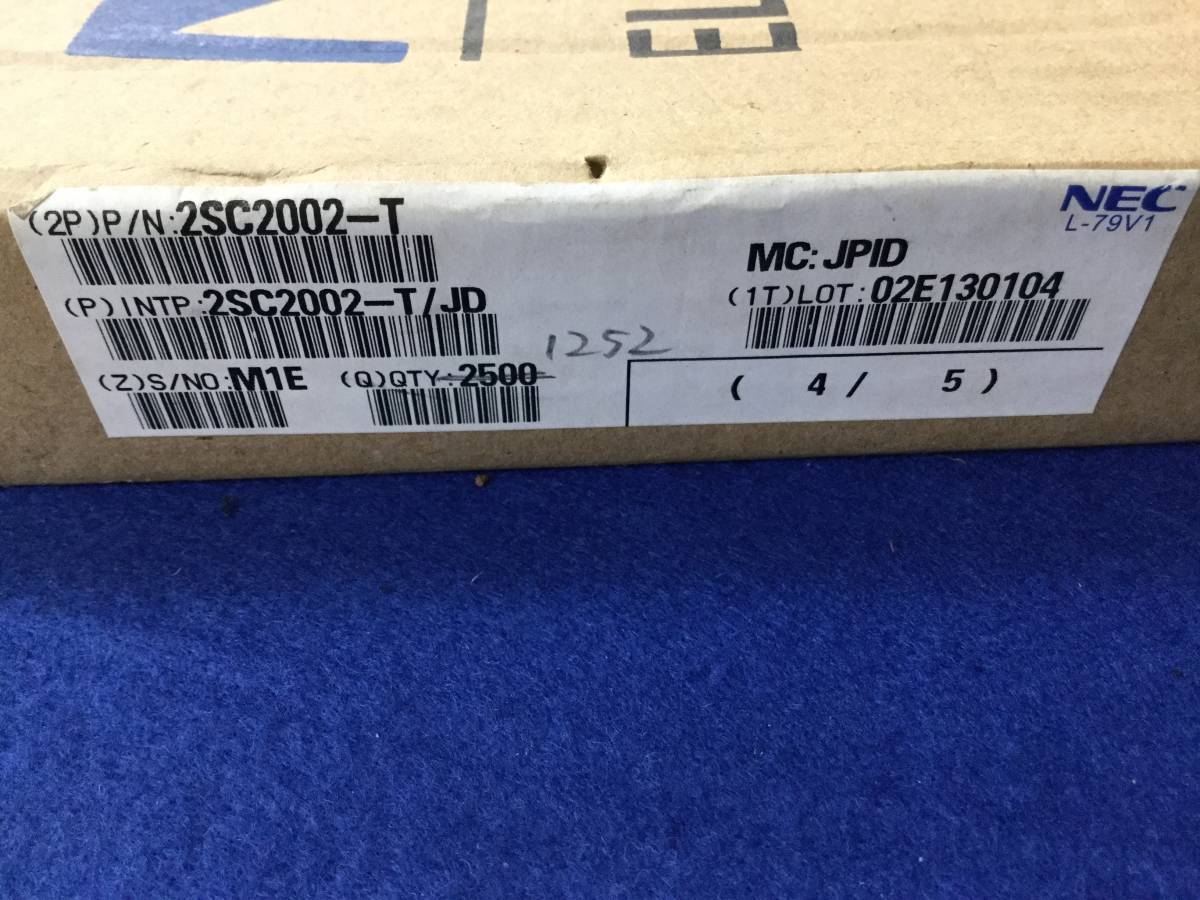 (2P)P/N:2SC2002-T
NEC
L-79V1
(P)INTP:2SC2002-T/JD
MC:JPID
(1T)LOT:02E130104
1252
(Z)S/NO:M1E (Q)QTY:2500
( 4/ 5)